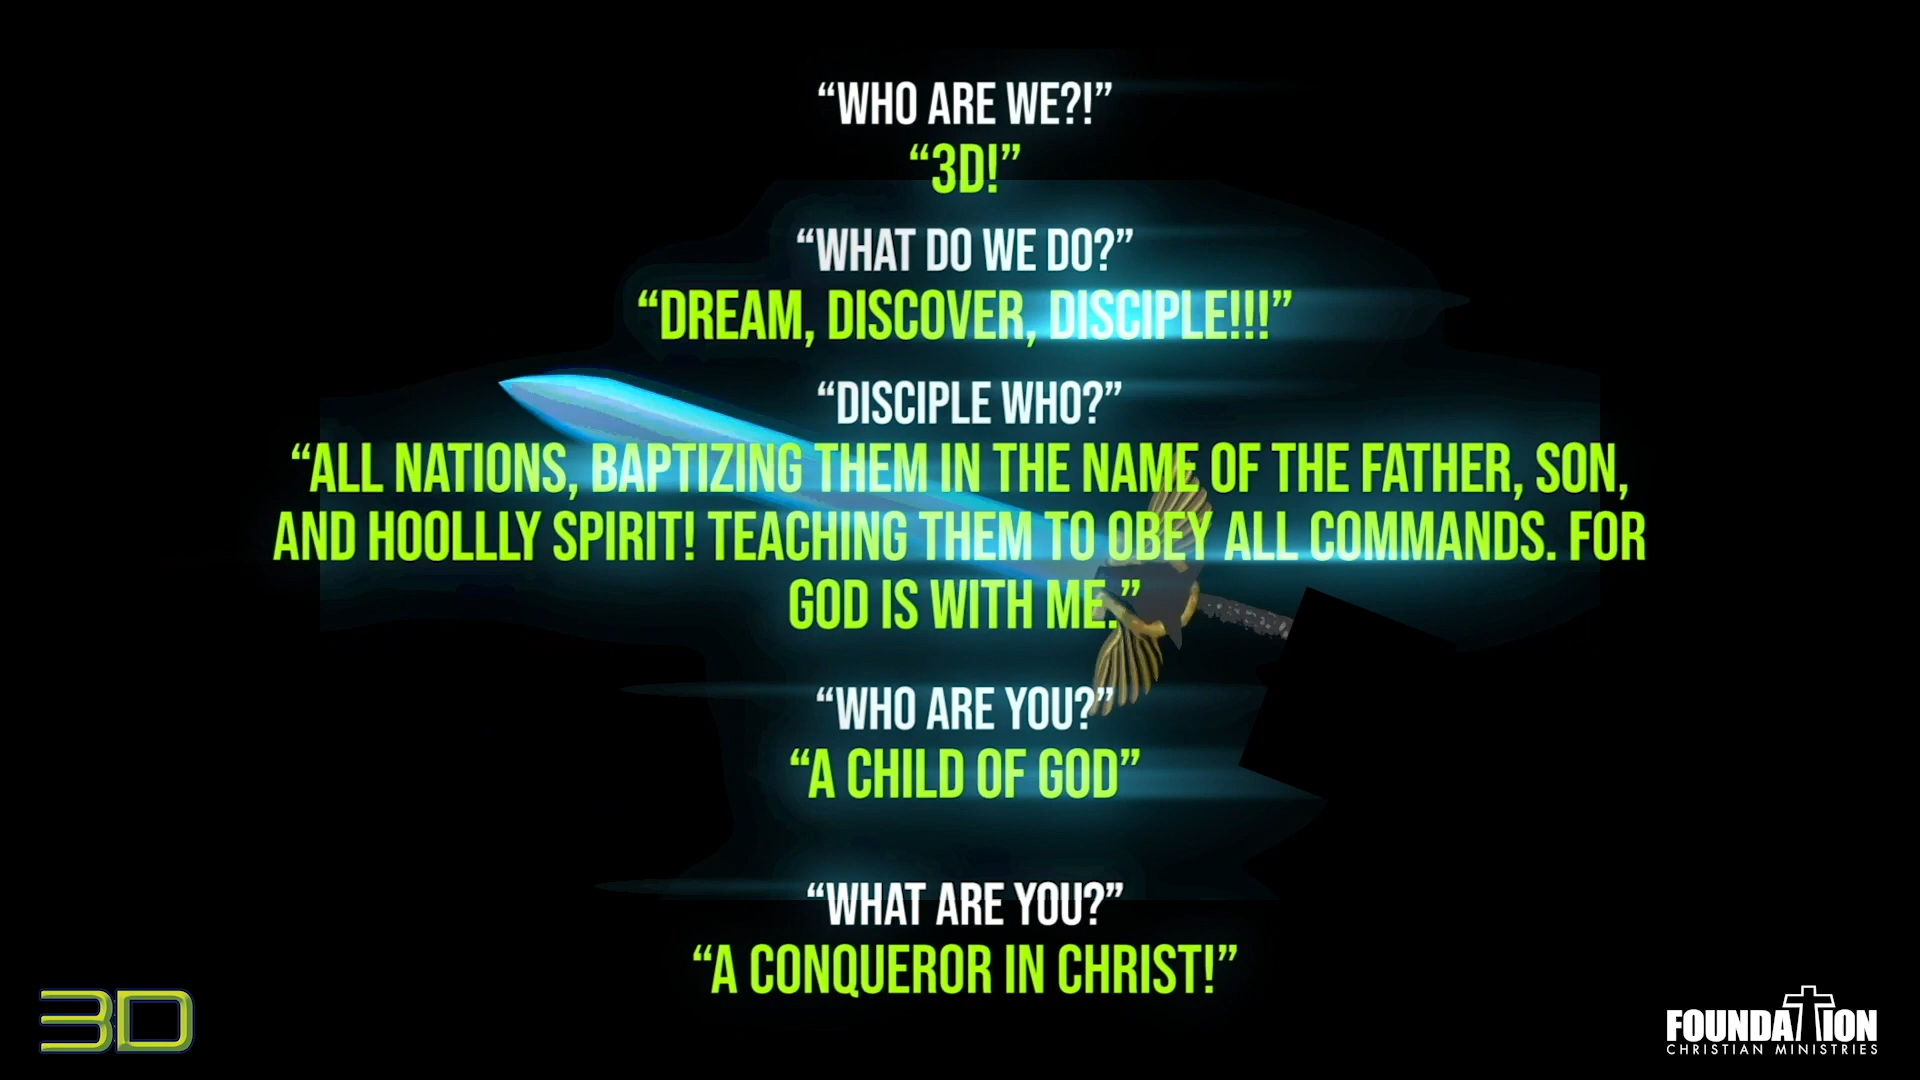 “WHO ARE WE?!”
“3D!”
“WHAT DO WE DO?”
“DREAM, DISCOVER, DISCIPLE!!!”
“DISCIPLE WHO?”
“ALL NATIONS, BAPTIZING THEM IN THE NAME OF THE FATHER, SON,
AND HOOLLLY SPIRIT! TEACHING THEM TO OBEY ALL COMMANDS. FOR
GOD IS WITH ME.”
“WHO ARE YOU?”
“A CHILD OF GOD”
“WHAT ARE YOU?”
“A CONQUEROR IN CHRIST!”
3D
FOUNDATION
CHRISTIAN MINISTRIES